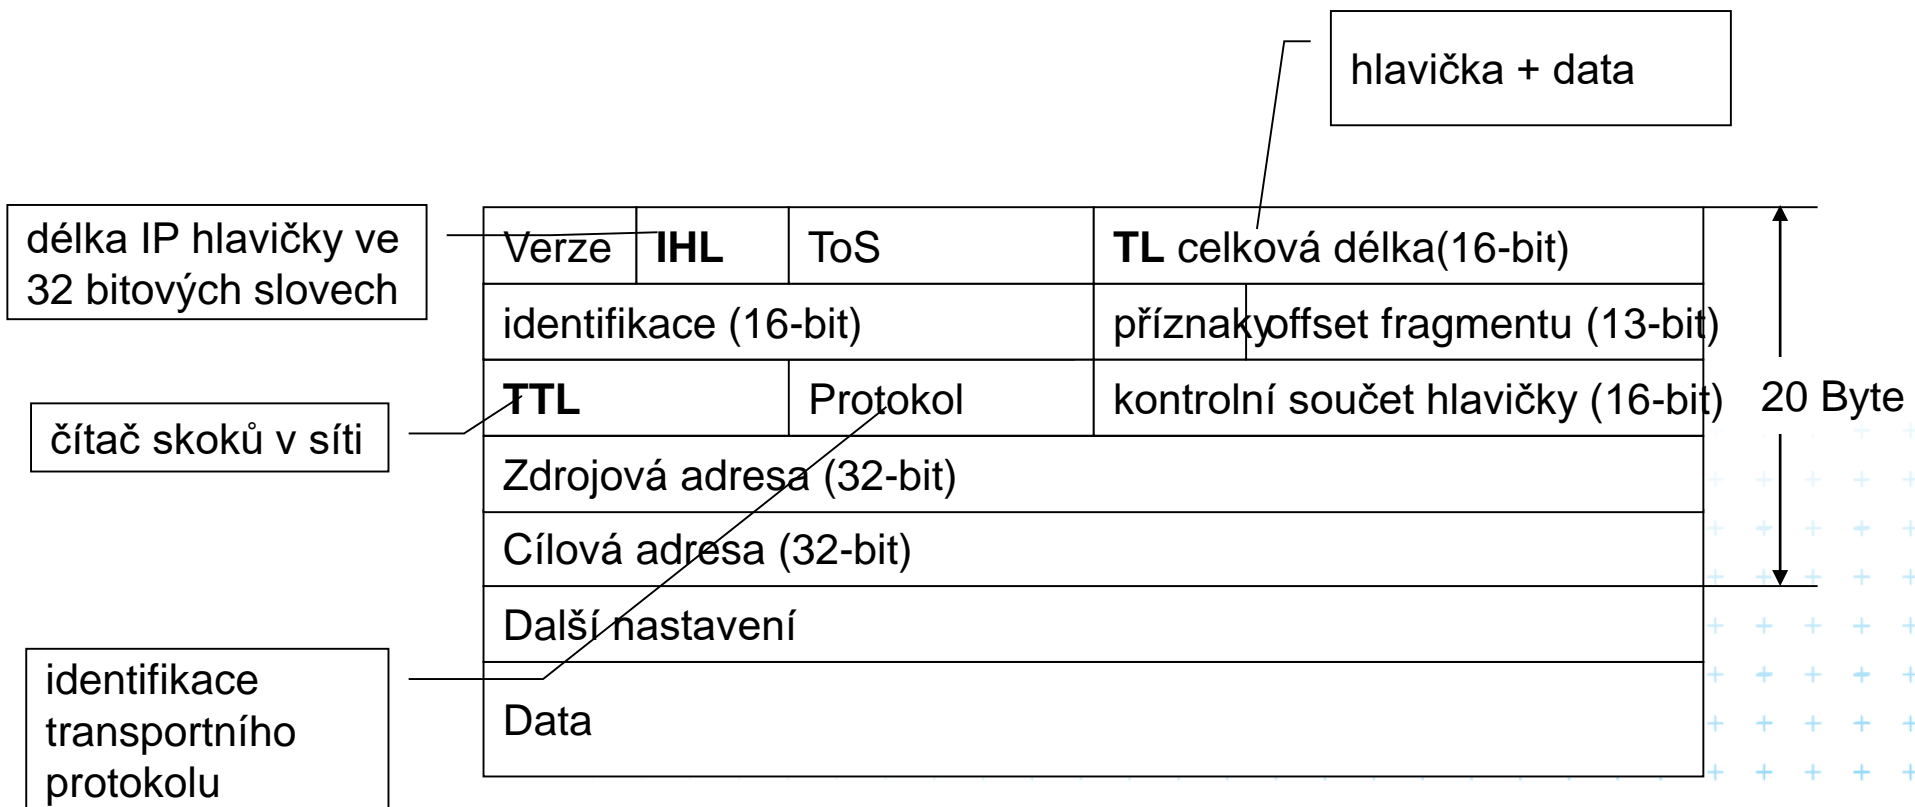 hlavička + data
délka IP hlavičky ve
32 bitových slovech
Verze IHL ToS TL celková délka(16-bit)
identifikace (16-bit) příznaky offset fragmentu (13-bit)
TTL Protokol kontrolní součet hlavičky (16-bit)
20 Byte
čítač skoků v síti
Zdrojová adresa (32-bit)
Cílová adresa (32-bit)
Další nastavení
identifikace
transportního
protokolu
Data